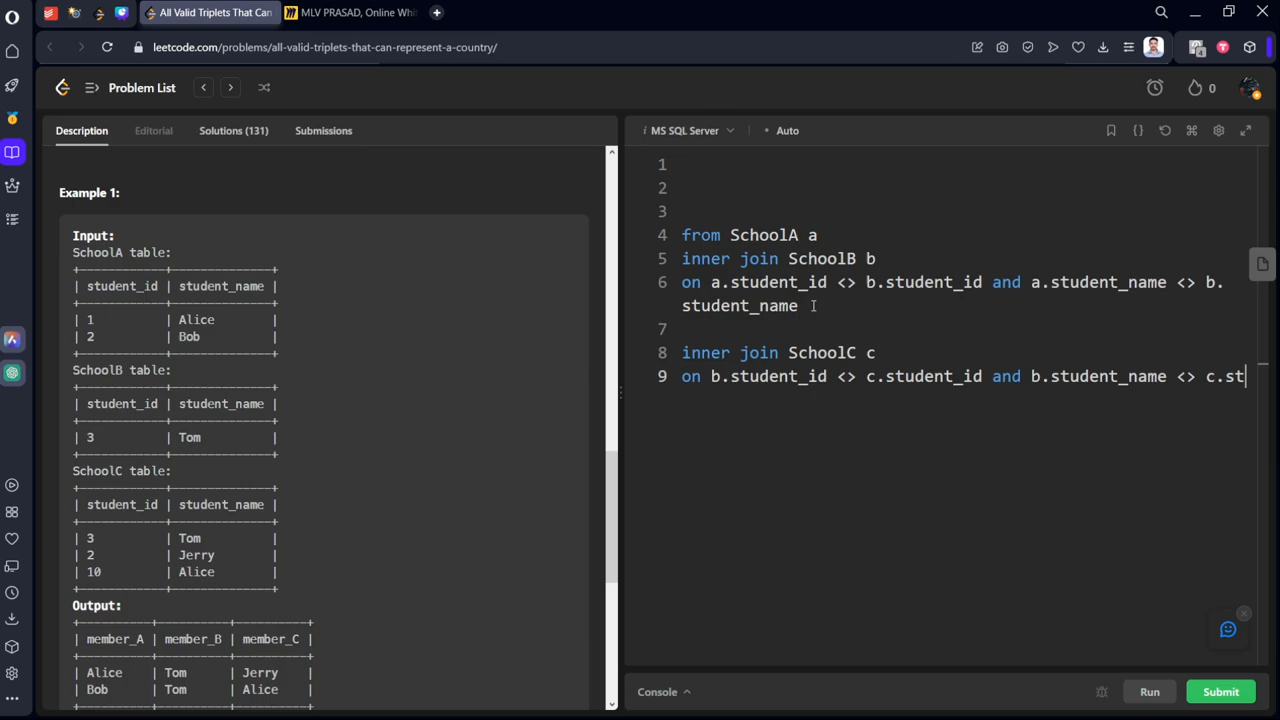 All Valid Triplets That Can
MLV PRASAD, Online Whi
leetcode.com/problems/all-valid-triplets-that-can-represent-a-country/
4
Problem List
0
Description
Editorial
Solutions (131)
Submissions
i MS SQL Server
• Auto
Example 1:
Input:
SchoolA table:
+------------+--------------+
| student_id | student_name |
+------------+--------------+
| 1          | Alice        |
| 2          | Bob          |
+------------+--------------+
SchoolB table:
+------------+--------------+
| student_id | student_name |
+------------+--------------+
| 3          | Tom          |
+------------+--------------+
SchoolC table:
+------------+--------------+
| student_id | student_name |
+------------+--------------+
| 3          | Tom          |
| 2          | Jerry        |
| 10         | Alice        |
+------------+--------------+
Output:
+----------+----------+----------+
| member_A | member_B | member_C |
+----------+----------+----------+
| Alice    | Tom      | Jerry    |
| Bob      | Tom      | Alice    |
+----------+----------+----------+
1
2
3
4 from SchoolA a
5 inner join SchoolB b
6 on a.student_id <> b.student_id and a.student_name <> b.
student_name
7
8 inner join SchoolC c
9 on b.student_id <> c.student_id and b.student_name <> c.st
Console
Run
Submit